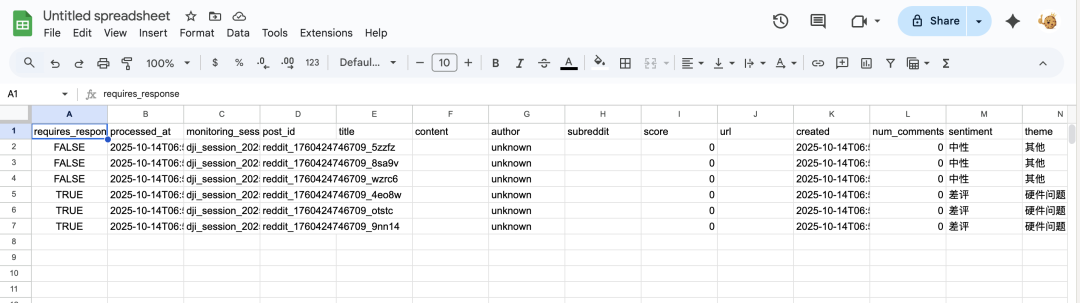 Untitled spreadsheet
File Edit View Insert Format Data Tools Extensions Help
Share
100% $ % .0 .00 123 Defaul... 10 B I A
A1 fx requires_response
A B C D E F G H I J K L M N
1 requires_respon processed_at monitoring_sess post_id title content author subreddit score url created num_comments sentiment theme
2 FALSE 2025-10-14T06: dji_session_202 reddit_1760424746709_5zzfz unknown 0 2025-10-14T06: 0 中性 其他
3 FALSE 2025-10-14T06: dji_session_202 reddit_1760424746709_8sa9v unknown 0 2025-10-14T06: 0 中性 其他
4 FALSE 2025-10-14T06: dji_session_202 reddit_1760424746709_wzrc6 unknown 0 2025-10-14T06: 0 中性 其他
5 TRUE 2025-10-14T06: dji_session_202 reddit_1760424746709_4eo8w unknown 0 2025-10-14T06: 0 差评 硬件问题
6 TRUE 2025-10-14T06: dji_session_202 reddit_1760424746709_otstc unknown 0 2025-10-14T06: 0 差评 硬件问题
7 TRUE 2025-10-14T06: dji_session_202 reddit_1760424746709_9nn14 unknown 0 2025-10-14T06: 0 差评 硬件问题
8
9
10
11